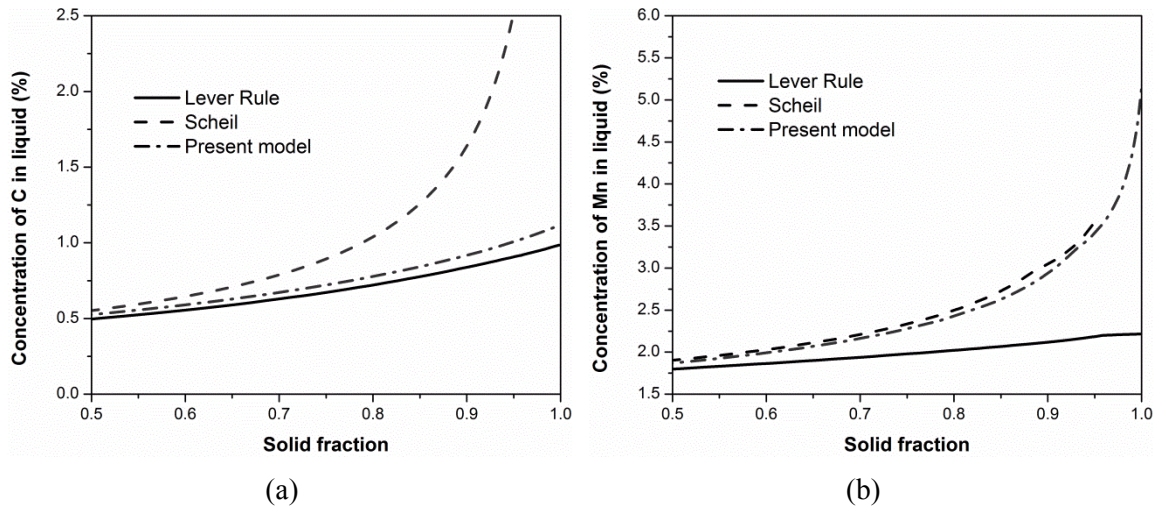 2.5
2.0
1.5
1.0
0.5
0.0
Concentration of C in liquid (%)
Lever Rule
Scheil
Present model
0.5 0.6 0.7 0.8 0.9 1.0
Solid fraction
(a)
6.0
5.5
5.0
4.5
4.0
3.5
3.0
2.5
2.0
1.5
Concentration of Mn in liquid (%)
Lever Rule
Scheil
Present model
0.5 0.6 0.7 0.8 0.9 1.0
Solid fraction
(b)